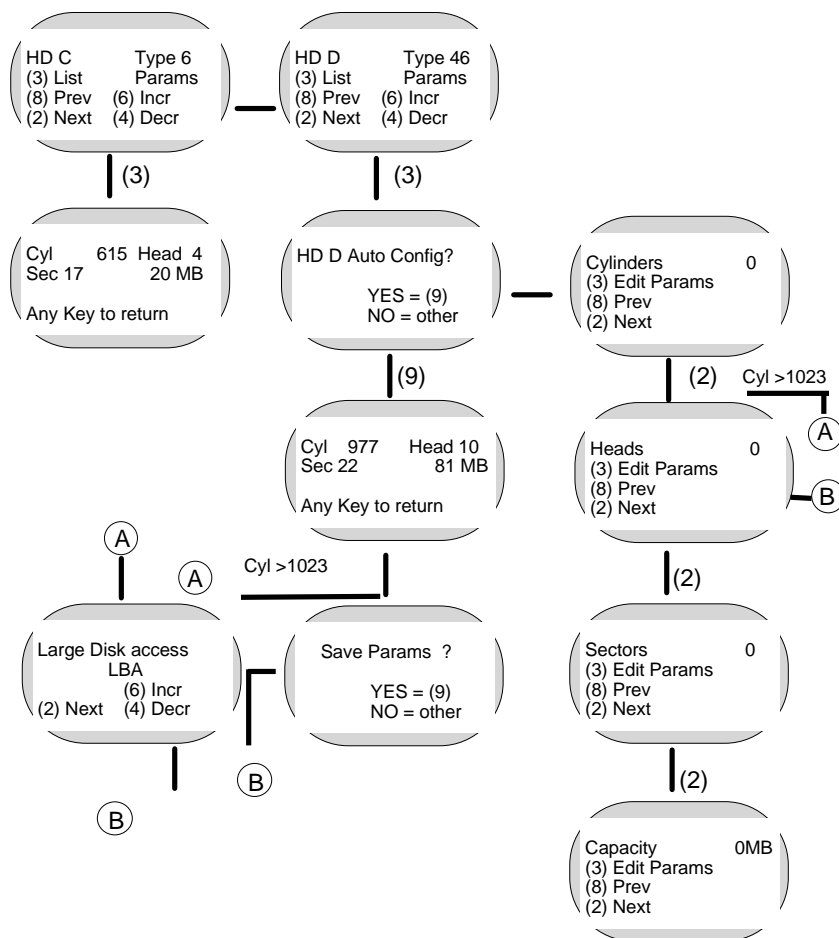 HD C Type 6
(3) List Params
(8) Prev (6) Incr
(2) Next (4) Decr
HD D Type 46
(3) List Params
(8) Prev (6) Incr
(2) Next (4) Decr
(3)
(3)
Cyl 615 Head 4
Sec 17 20 MB
Any Key to return
HD D Auto Config?
YES = (9)
NO = other
Cylinders 0
(3) Edit Params
(8) Prev
(2) Next
(9)
(2)
Cyl >1023
A
Cyl 977 Head 10
Sec 22 81 MB
Any Key to return
Heads 0
(3) Edit Params
(8) Prev
(2) Next
B
A
A
Cyl >1023
(2)
Large Disk access
LBA
(6) Incr
(2) Next (4) Decr
Save Params ?
YES = (9)
NO = other
Sectors 0
(3) Edit Params
(8) Prev
(2) Next
B
B
(2)
Capacity 0MB
(3) Edit Params
(8) Prev
(2) Next